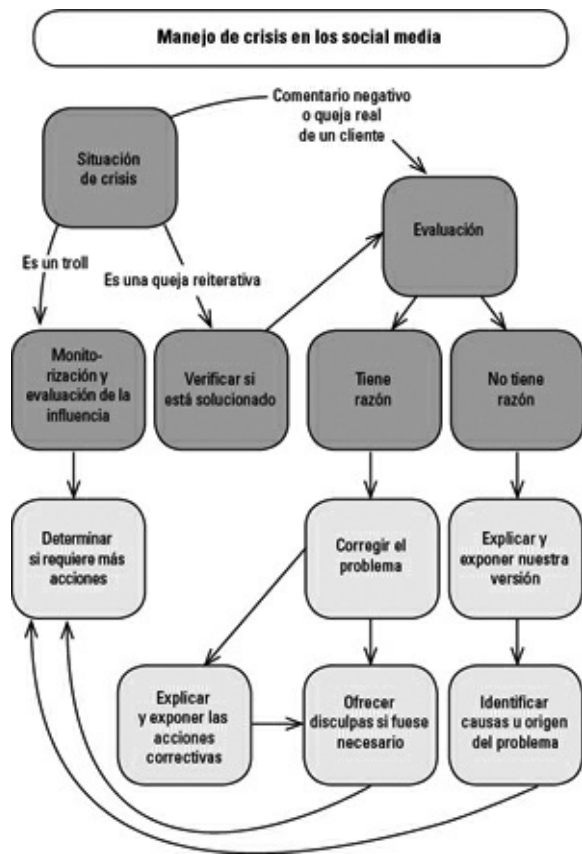 Manejo de crisis en los social media
Comentario negativo
o queja real
de un cliente
Situación
de crisis
Evaluación
Es un troll
Es una queja reiterativa
Monito-
rización y
evaluación de la
influencia
Verificar si
está solucionado
Tiene
razón
No tiene
razón
Determinar
si requiere más
acciones
Corregir el
problema
Explicar y
exponer nuestra
versión
Explicar
y exponer las
acciones
correctivas
Ofrecer
disculpas si fuese
necesario
Identificar
causas u origen
del problema